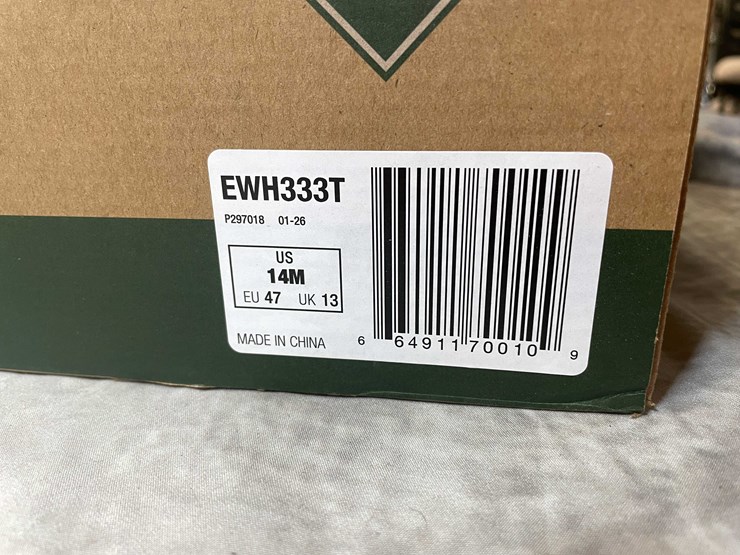 EWH333T
P297018 01-26
US
14M
EU 47 UK 13
MADE IN CHINA
6 64911 70010 9